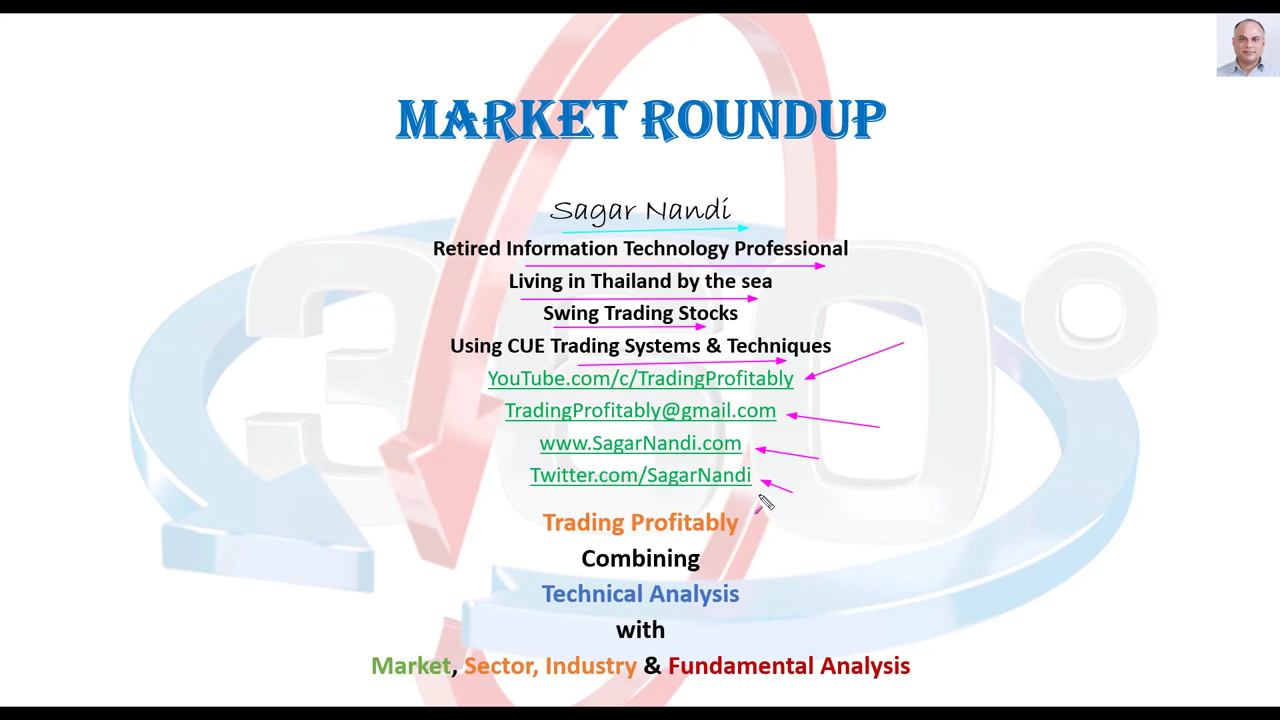 MARKET ROUNDUP
Sagar Nandi
Retired Information Technology Professional
Living in Thailand by the sea
Swing Trading Stocks
Using CUE Trading Systems & Techniques
YouTube.com/c/TradingProfitably
TradingProfitably@gmail.com
www.SagarNandi.com
Twitter.com/SagarNandi
Trading Profitably
Combining
Technical Analysis
with
Market, Sector, Industry & Fundamental Analysis
360°